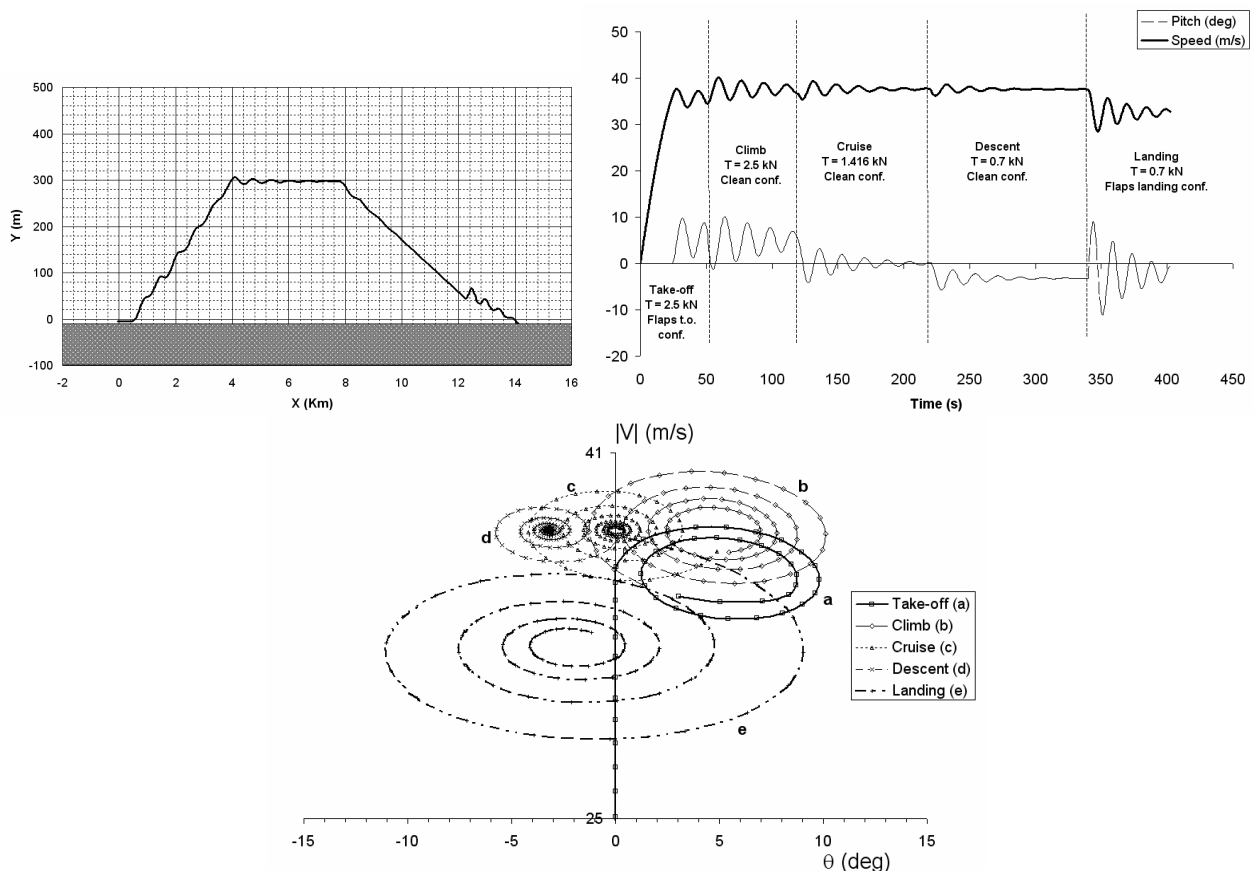 500
400
300
200
100
0
-100
Y (m)
-2 0 2 4 6 8 10 12 14 16
X (Km)
Pitch (deg)
Speed (m/s)
50
40
30
20
10
0
-10
-20
Climb
T = 2.5 kN
Clean conf.
Cruise
T = 1.416 kN
Clean conf.
Descent
T = 0.7 kN
Clean conf.
Landing
T = 0.7 kN
Flaps landing conf.
Take-off
T = 2.5 kN
Flaps t.o.
conf.
0 50 100 150 200 250 300 350 400 450
Time (s)
|V| (m/s)
41
c
b
d
a
e
Take-off (a)
Climb (b)
Cruise (c)
Descent (d)
Landing (e)
25
-15 -10 -5 0 5 10 15
θ (deg)